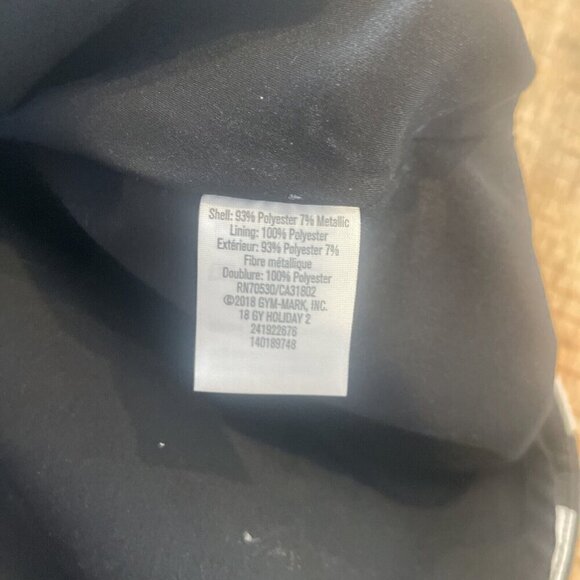 Shell: 93% Polyester 7% Metallic
Lining: 100% Polyester
Extérieur: 93% Polyester 7%
Fibre métallique
Doublure: 100% Polyester
RN70530/CA31802
©2018 GYM-MARK, INC.
18 GY HOLIDAY 2
241922676
140189748